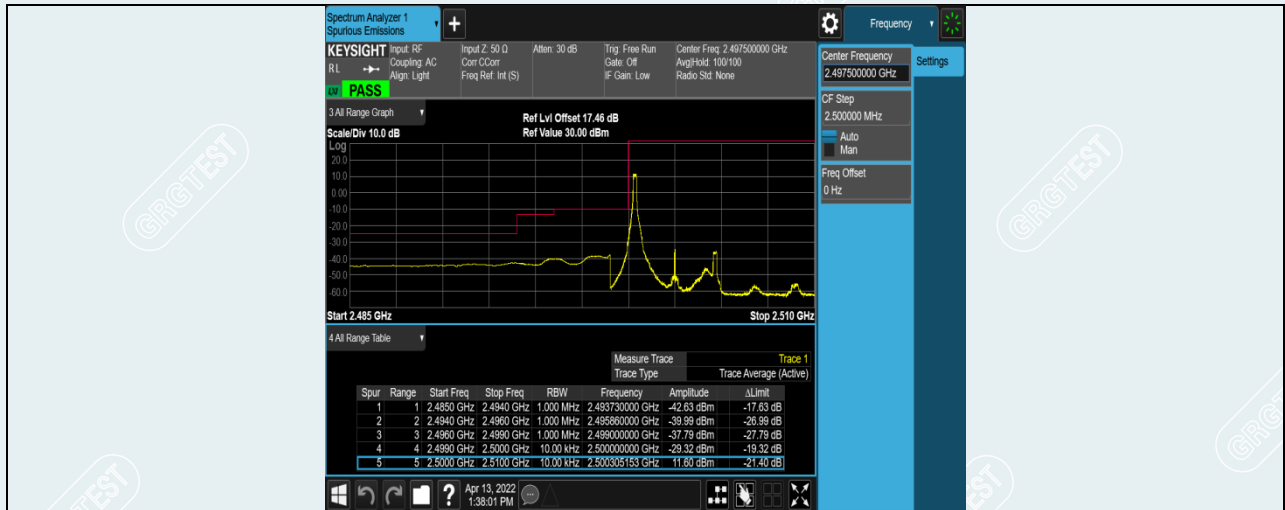 Spectrum Analyzer 1
Spurious Emissions
Frequency
KEYSIGHT
RL
Input: RF
Coupling: AC
Align: Light
Input Z: 50 Ω
Corr CCorr
Freq Ref: Int (S)
Atten: 30 dB
Trig: Free Run
Gate: Off
IF Gain: Low
Center Freq: 2.497500000 GHz
Avg|Hold: 100/100
Radio Std: None
PASS
Center Frequency
2.497500000 GHz
Settings
CF Step
2.500000 MHz
Auto
Man
Freq Offset
0 Hz
3 All Range Graph
Ref Lvl Offset 17.46 dB
Scale/Div 10.0 dB
Ref Value 30.00 dBm
Log
20.0
10.0
0.00
-10.0
-20.0
-30.0
-40.0
-50.0
-60.0
Start 2.485 GHz
Stop 2.510 GHz
4 All Range Table
Measure Trace Trace 1
Trace Type Trace Average (Active)
Spur Range Start Freq Stop Freq RBW Frequency Amplitude ΔLimit
1 1 2.4850 GHz 2.4940 GHz 1.000 MHz 2.493730000 GHz -42.63 dBm -17.63 dB
2 2 2.4940 GHz 2.4960 GHz 1.000 MHz 2.495860000 GHz -39.99 dBm -26.99 dB
3 3 2.4960 GHz 2.4990 GHz 1.000 MHz 2.499000000 GHz -37.79 dBm -27.79 dB
4 4 2.4990 GHz 2.5000 GHz 10.00 kHz 2.500000000 GHz -29.32 dBm -19.32 dB
5 5 2.5000 GHz 2.5100 GHz 10.00 kHz 2.500305153 GHz 11.60 dBm -21.40 dB
?
Apr 13, 2022
1:38:01 PM
GRGTEST
GRGTEST
GRGTEST
GRGTEST